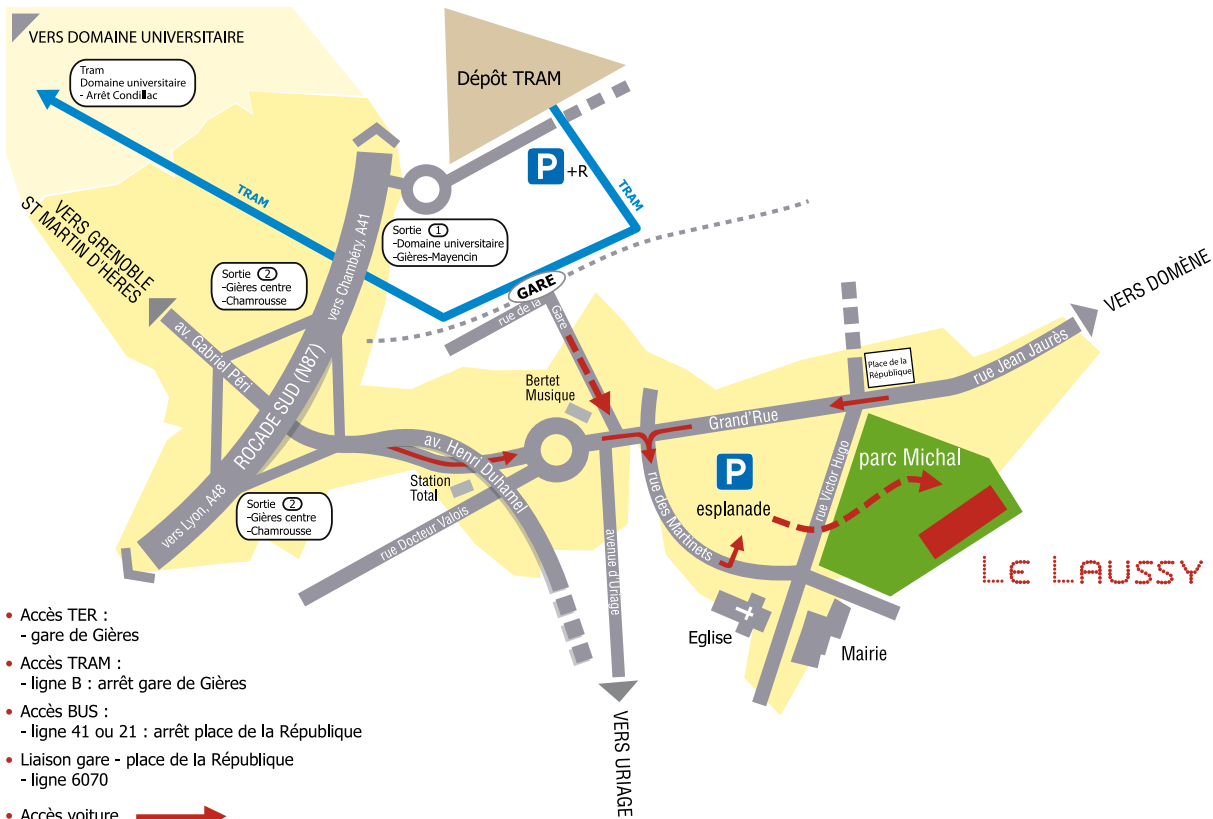 VERS DOMAINE UNIVERSITAIRE
Tram
Domaine universitaire
- Arrêt Condillac
Dépôt TRAM
P +R
TRAM
TRAM
VERS GRENOBLE
ST MARTIN D'HÈRES
vers Chambéry, A41
Sortie 1
-Domaine universitaire
-Gières-Mayencin
Sortie 2
-Gières centre
-Chamrousse
GARE
rue de la
Gare
VERS DOMÈNE
av. Gabriel Péri
ROCADE SUD (N87)
Place de la
République
rue Jean Jaurès
Bertet
Musique
Grand'Rue
av. Henri Duhamel
Station
Total
P
esplanade
rue Victor Hugo
parc Michal
vers Lyon, A48
Sortie 2
-Gières centre
-Chamrousse
rue Docteur Valois
avenue d'Uriage
rue des Martinets
LE LAUSSY
Eglise
Mairie
VERS URIAGE
• Accès TER :
- gare de Gières
• Accès TRAM :
- ligne B : arrêt gare de Gières
• Accès BUS :
- ligne 41 ou 21 : arrêt place de la République
• Liaison gare - place de la République
- ligne 6070
• Accès voiture